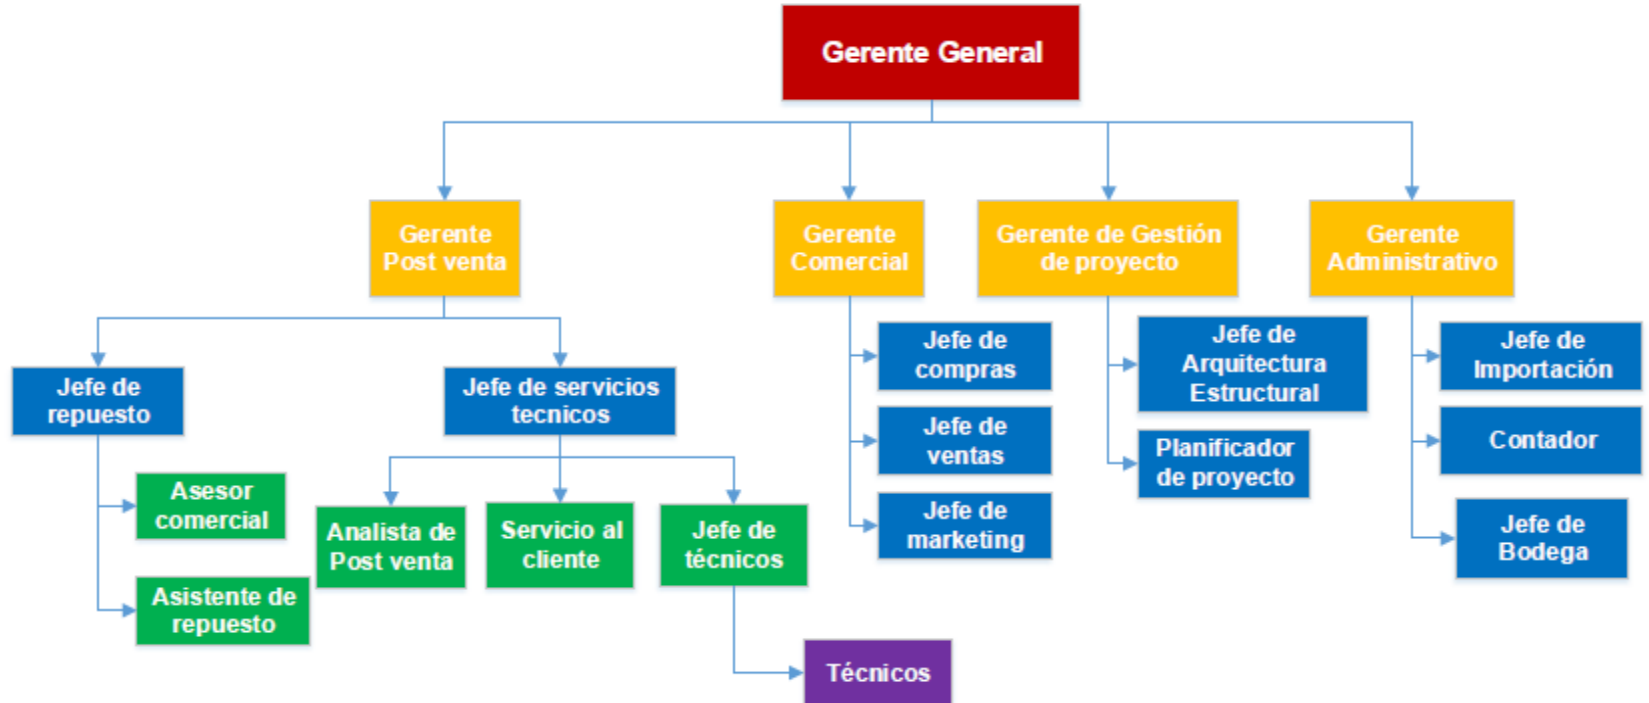 Gerente General
Gerente
Post venta
Gerente
Comercial
Gerente de Gestión
de proyecto
Gerente
Administrativo
Jefe de
repuesto
Jefe de servicios
tecnicos
Asesor
comercial
Asistente de
repuesto
Analista de
Post venta
Servicio al
cliente
Jefe de
técnicos
Técnicos
Jefe de
compras
Jefe de
ventas
Jefe de
marketing
Jefe de
Arquitectura
Estructural
Planificador
de proyecto
Jefe de
Importación
Contador
Jefe de
Bodega